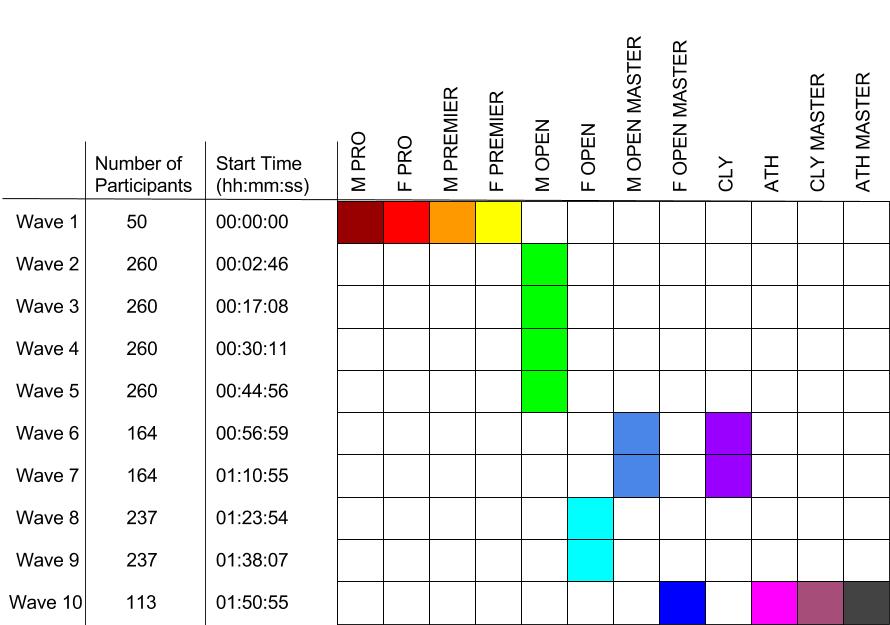 M PRO
F PRO
M PREMIER
F PREMIER
M OPEN
F OPEN
M OPEN MASTER
F OPEN MASTER
CLY
ATH
CLY MASTER
ATH MASTER
Number of Participants
Start Time (hh:mm:ss)
Wave 1 50 00:00:00
Wave 2 260 00:02:46
Wave 3 260 00:17:08
Wave 4 260 00:30:11
Wave 5 260 00:44:56
Wave 6 164 00:56:59
Wave 7 164 01:10:55
Wave 8 237 01:23:54
Wave 9 237 01:38:07
Wave 10 113 01:50:55